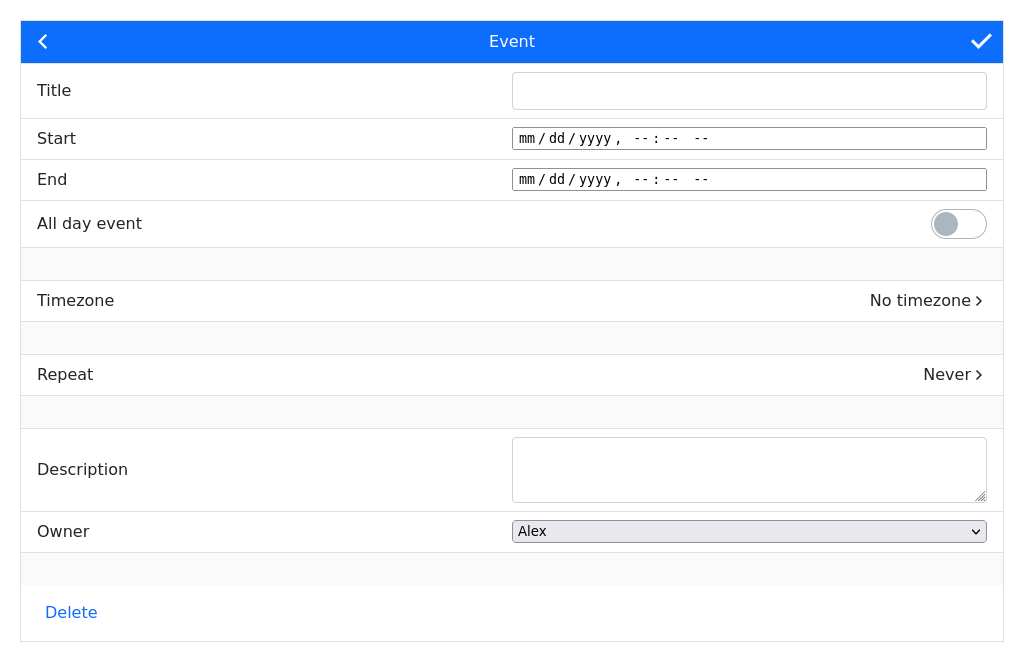 Event
Title
Start mm/dd/yyyy, --:-- --
End mm/dd/yyyy, --:-- --
All day event
Timezone No timezone
Repeat Never
Description
Owner Alex
Delete